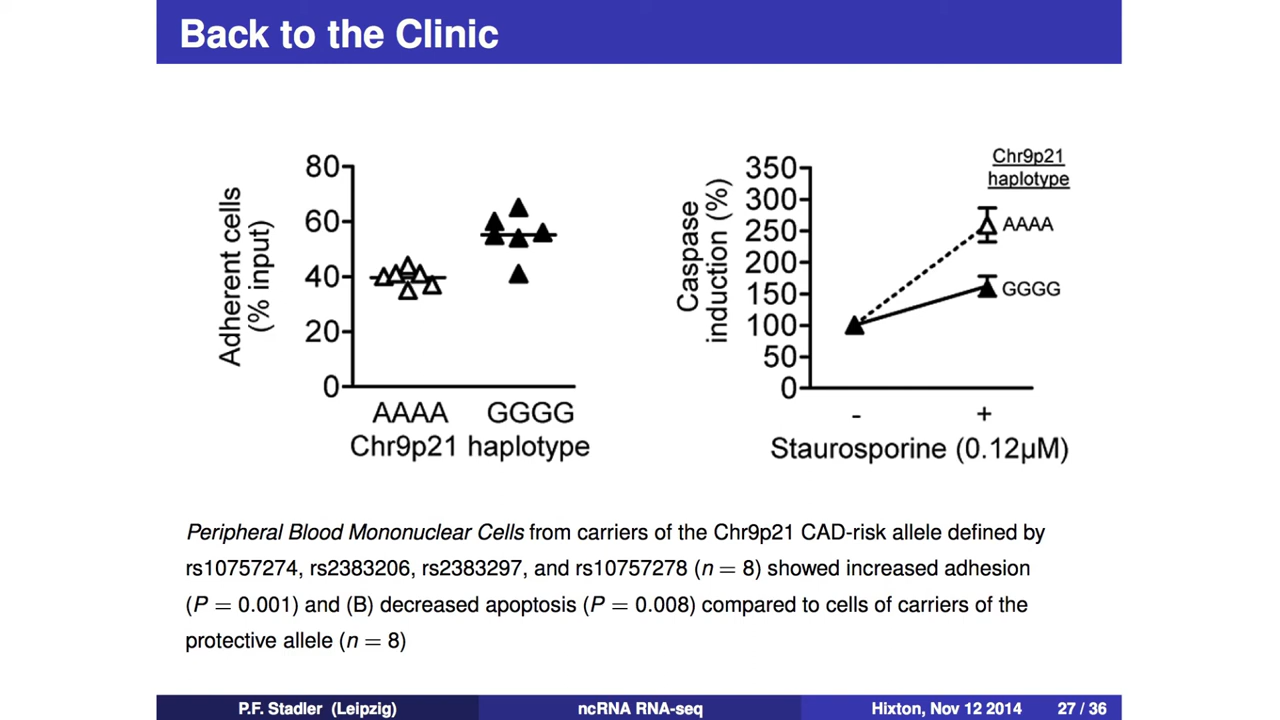 Back to the Clinic
80
60
40
20
0
Adherent cells
(% input)
AAAA GGGG
Chr9p21 haplotype
350
300
250
200
150
100
50
0
Caspase
induction (%)
Chr9p21
haplotype
AAAA
GGGG
- +
Staurosporine (0.12μM)
Peripheral Blood Mononuclear Cells from carriers of the Chr9p21 CAD-risk allele defined by
rs10757274, rs2383206, rs2383297, and rs10757278 (n = 8) showed increased adhesion
(P = 0.001) and (B) decreased apoptosis (P = 0.008) compared to cells of carriers of the
protective allele (n = 8)
P.F. Stadler (Leipzig) ncRNA RNA-seq Hixton, Nov 12 2014 27 / 36